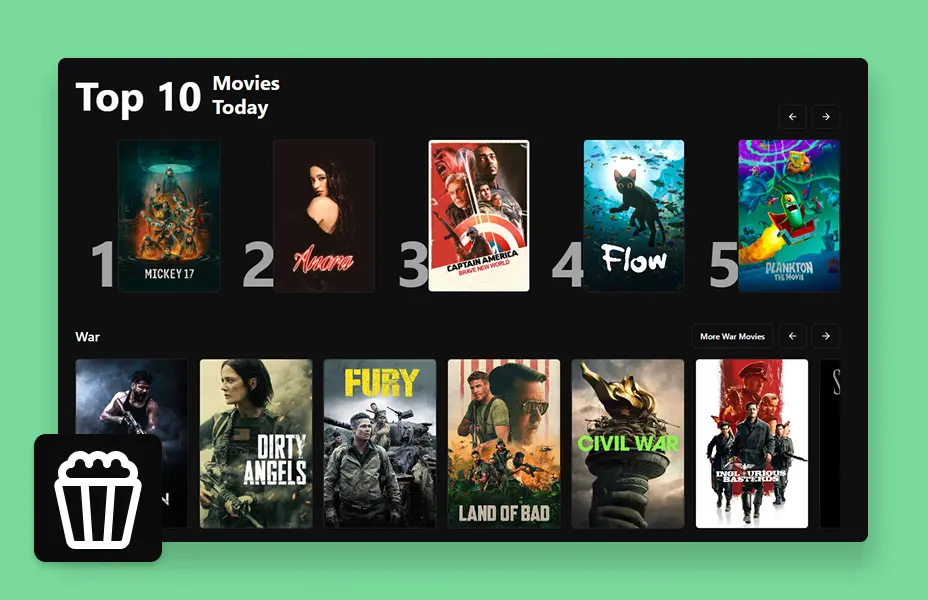 Top 10
Movies
Today
1
MICKEY 17
2
Anora
3
CAPTAIN AMERICA
BRAVE NEW WORLD
4
Flow
5
PLANKTON
THE MOVIE
War
More War Movies
N
DIRTY
ANGELS
FURY
LAND OF BAD
CIVIL WAR
INGLOURIOUS
BASTERDS
S